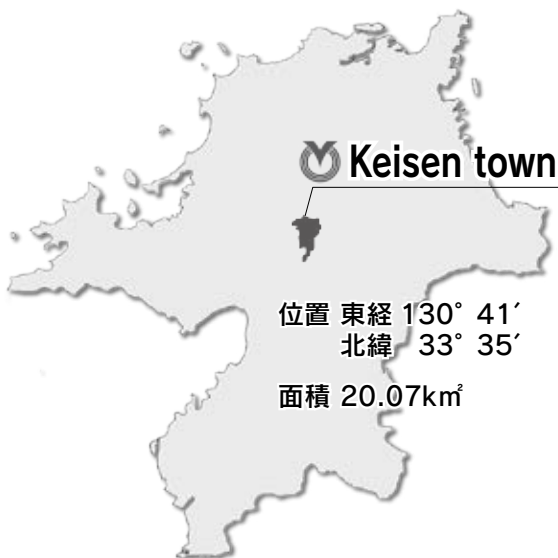 Keisen town
位置 東経 130° 41′
北緯 33° 35′
面積 20.07k㎡